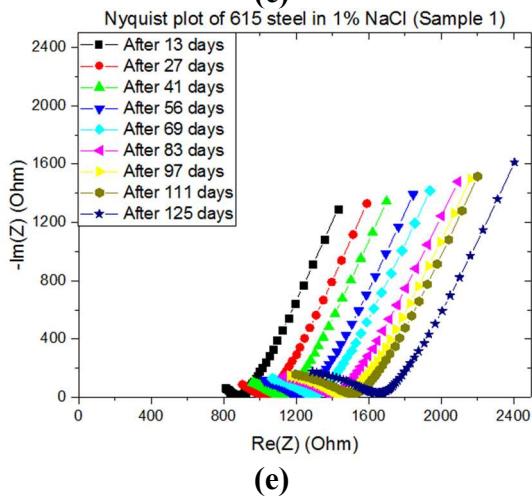 Nyquist plot of 615 steel in 1% NaCl (Sample 1)
2400
2000
1600
1200
800
400
0
-Im(Z) (Ohm)
After 13 days
After 27 days
After 41 days
After 56 days
After 69 days
After 83 days
After 97 days
After 111 days
After 125 days
0 400 800 1200 1600 2000 2400
Re(Z) (Ohm)
(e)